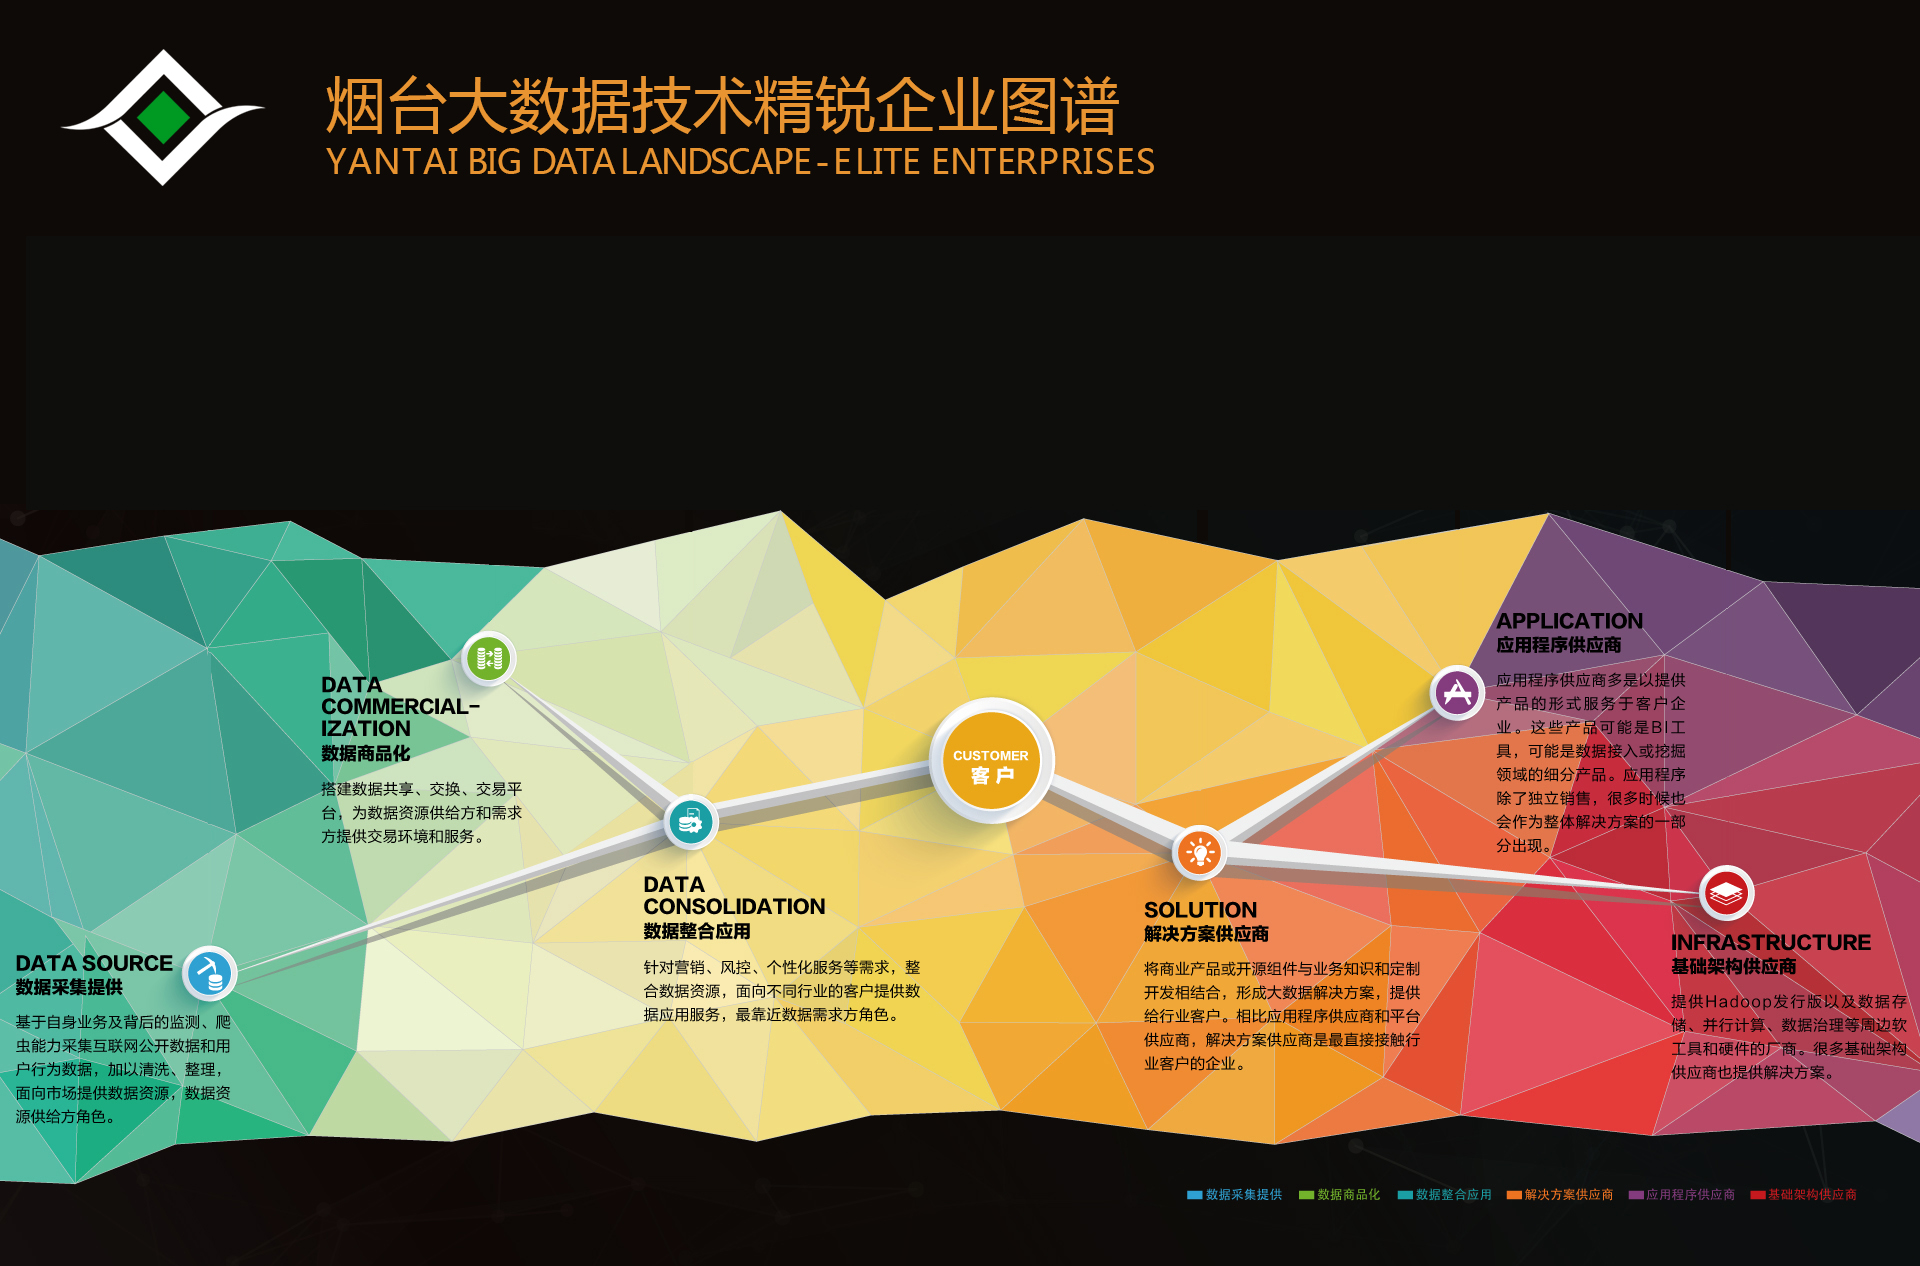 烟台大数据技术精锐企业图谱
YANTAI BIG DATA LANDSCAPE-ELITE ENTERPRISES
DATA
COMMERCIAL-
IZATION
数据商品化
搭建数据共享、交换、交易平
台，为数据资源供给方和需求
方提供交易环境和服务。
DATA SOURCE
数据采集提供
基于自身业务及背后的监测、爬
虫能力采集互联网公开数据和用
户行为数据，加以清洗、整理，
面向市场提供数据资源，数据资
源供给方角色。
DATA
CONSOLIDATION
数据整合应用
针对营销、风控、个性化服务等需求，整
合数据资源，面向不同行业的客户提供数
据应用服务，最靠近数据需求方角色。
CUSTOMER
客户
SOLUTION
解决方案供应商
将商业产品或开源组件与业务知识和定制
开发相结合，形成大数据解决方案，提供
给行业客户。相比应用程序供应商和平台
供应商，解决方案供应商是最直接接触行
业客户的企业。
APPLICATION
应用程序供应商
应用程序供应商多是以提供
产品的形式服务于客户企
业。这些产品可能是BI工
具，可能是数据接入或挖掘
领域的细分产品。应用程序
除了独立销售，很多时候也
会作为整体解决方案的一部
分出现。
INFRASTRUCTURE
基础架构供应商
提供Hadoop发行版以及数据存
储、并行计算、数据治理等周边软
工具和硬件的厂商。很多基础架构
供应商也提供解决方案。
数据采集提供 数据商品化 数据整合应用 解决方案供应商 应用程序供应商 基础架构供应商